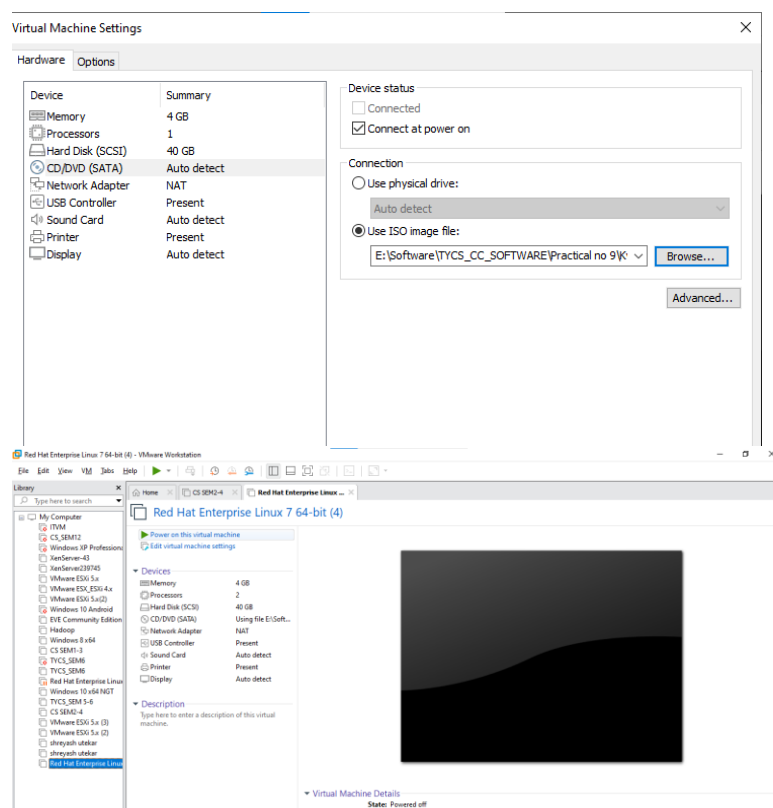 Virtual Machine Settings
Hardware Options
Device Summary
Memory 4 GB
Processors 1
Hard Disk (SCSI) 40 GB
CD/DVD (SATA) Auto detect
Network Adapter NAT
USB Controller Present
Sound Card Auto detect
Printer Present
Display Auto detect
Device status
Connected
Connect at power on
Connection
Use physical drive:
Auto detect
Use ISO image file:
E:\Software\TYCS_CC_SOFTWARE\Practical no 9\K
Browse...
Advanced...
Red Hat Enterprise Linux 7 64-bit (4) - VMware Workstation
File Edit View VM Tabs Help
Library
Type here to search
My Computer
ITVM
CS_SEM12
Windows XP Profession
XenServer-43
XenServer239745
VMware ESXi 5.x
VMware ESX_ESXi 4.x
VMware ESXi 5.x(2)
Windows 10 Android
EVE Community Edition
Hadoop
Windows 8 x64
CS SEM1-3
TYCS_SEM6
TYCS_SEM6
Red Hat Enterprise Linux
Windows 10 x64 NGT
TYCS_SEM 5-6
CS SEM2-4
VMware ESXi 5.x (3)
VMware ESXi 5.x (2)
shreyash utekar
shreyash utekar
Red Hat Enterprise Linux
Home CS SEM2-4 Red Hat Enterprise Linux ...
Red Hat Enterprise Linux 7 64-bit (4)
Power on this virtual machine
Edit virtual machine settings
Devices
Memory 4 GB
Processors 2
Hard Disk (SCSI) 40 GB
CD/DVD (SATA) Using file E:\Soft...
Network Adapter NAT
USB Controller Present
Sound Card Auto detect
Printer Present
Display Auto detect
Description
Type here to enter a description of this virtual
machine.
Virtual Machine Details
State: Powered off